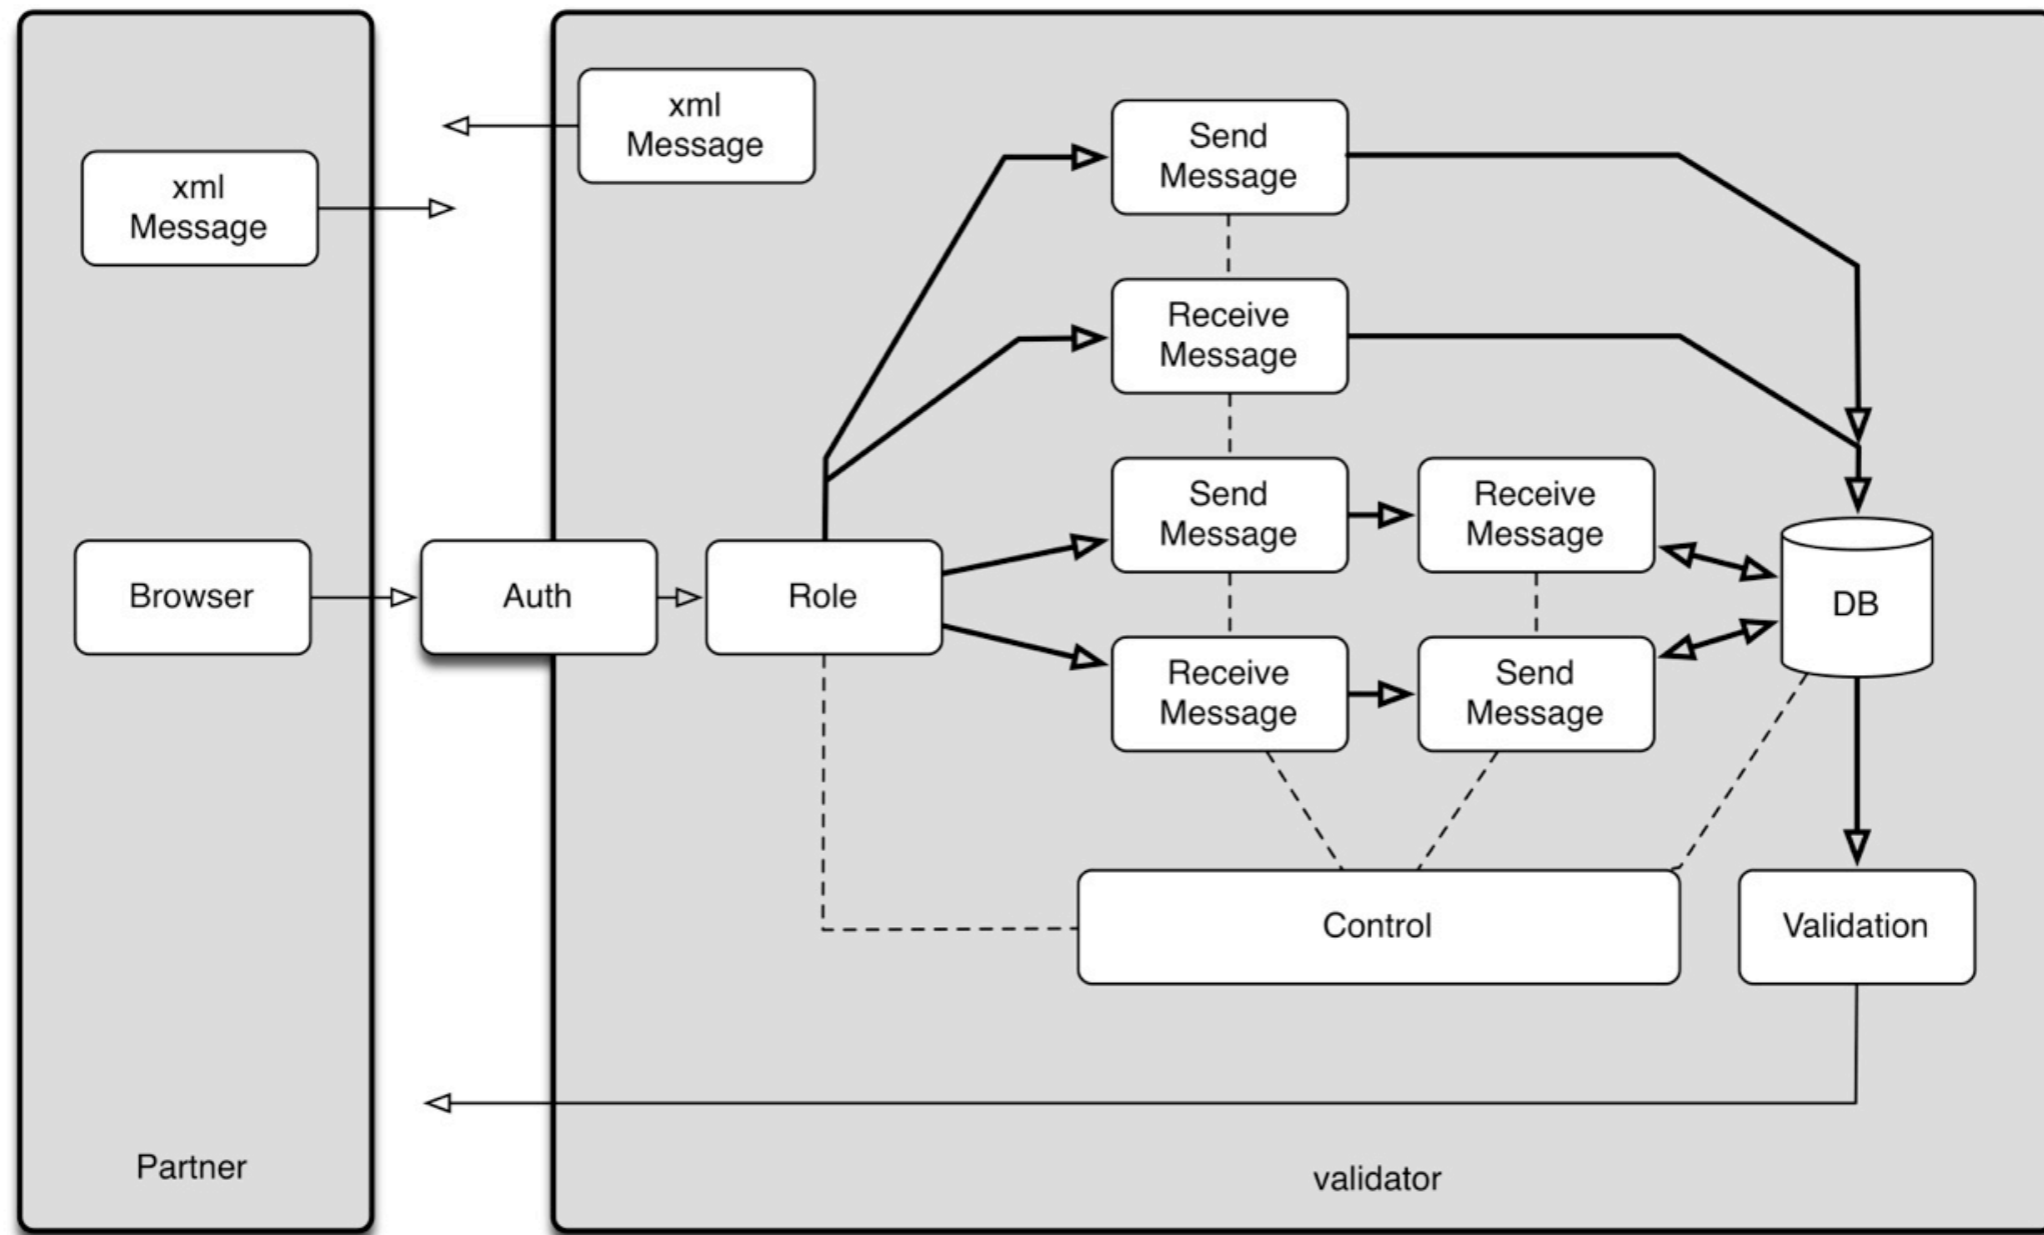 xml
Message
xml
Message
Send
Message
Receive
Message
Send
Message
Receive
Message
Browser
Auth
Role
DB
Receive
Message
Send
Message
Control
Validation
Partner
validator